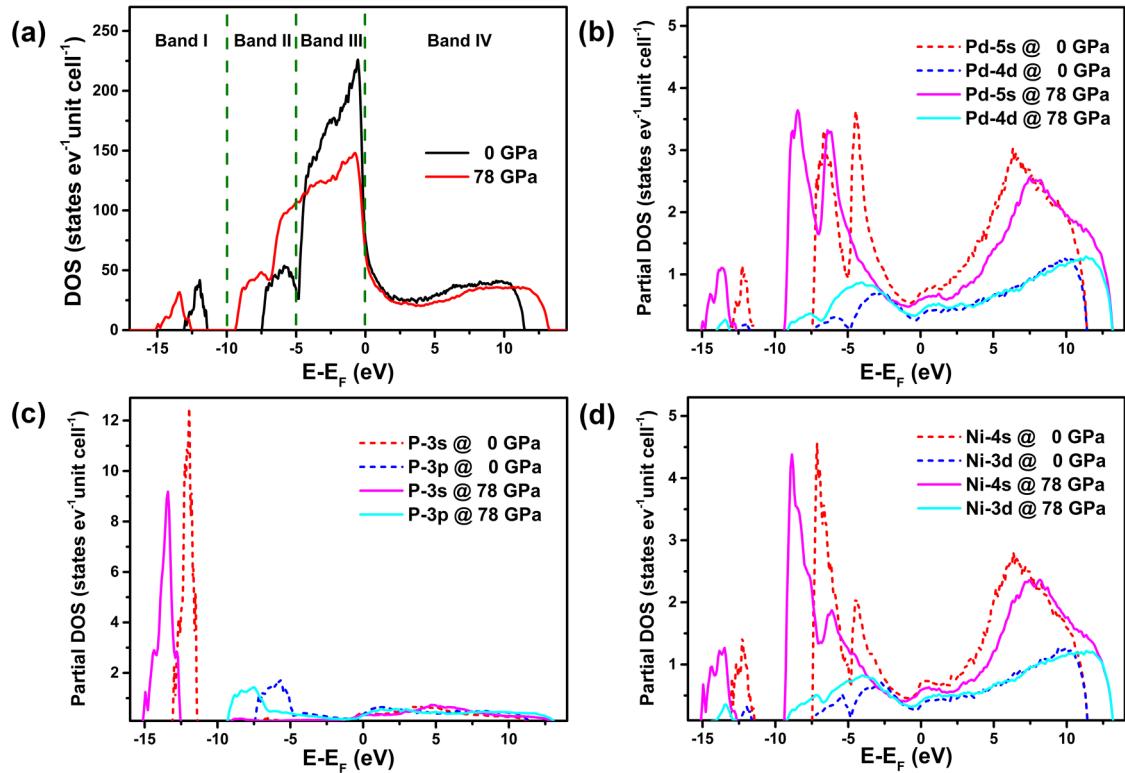 (a)
Band I
Band II
Band III
Band IV
0 GPa
78 GPa
DOS (states ev⁻¹unit cell⁻¹)
250
200
150
100
50
0
-15
-10
-5
0
5
10
E-E_F (eV)
(b)
Pd-5s @ 0 GPa
Pd-4d @ 0 GPa
Pd-5s @ 78 GPa
Pd-4d @ 78 GPa
Partial DOS (states ev⁻¹unit cell⁻¹)
5
4
3
2
1
-15
-10
-5
0
5
10
E-E_F (eV)
(c)
P-3s @ 0 GPa
P-3p @ 0 GPa
P-3s @ 78 GPa
P-3p @ 78 GPa
Partial DOS (states ev⁻¹unit cell⁻¹)
12
10
8
6
4
2
-15
-10
-5
0
5
10
E-E_F (eV)
(d)
Ni-4s @ 0 GPa
Ni-3d @ 0 GPa
Ni-4s @ 78 GPa
Ni-3d @ 78 GPa
Partial DOS (states ev⁻¹unit cell⁻¹)
5
4
3
2
1
-15
-10
-5
0
5
10
E-E_F (eV)